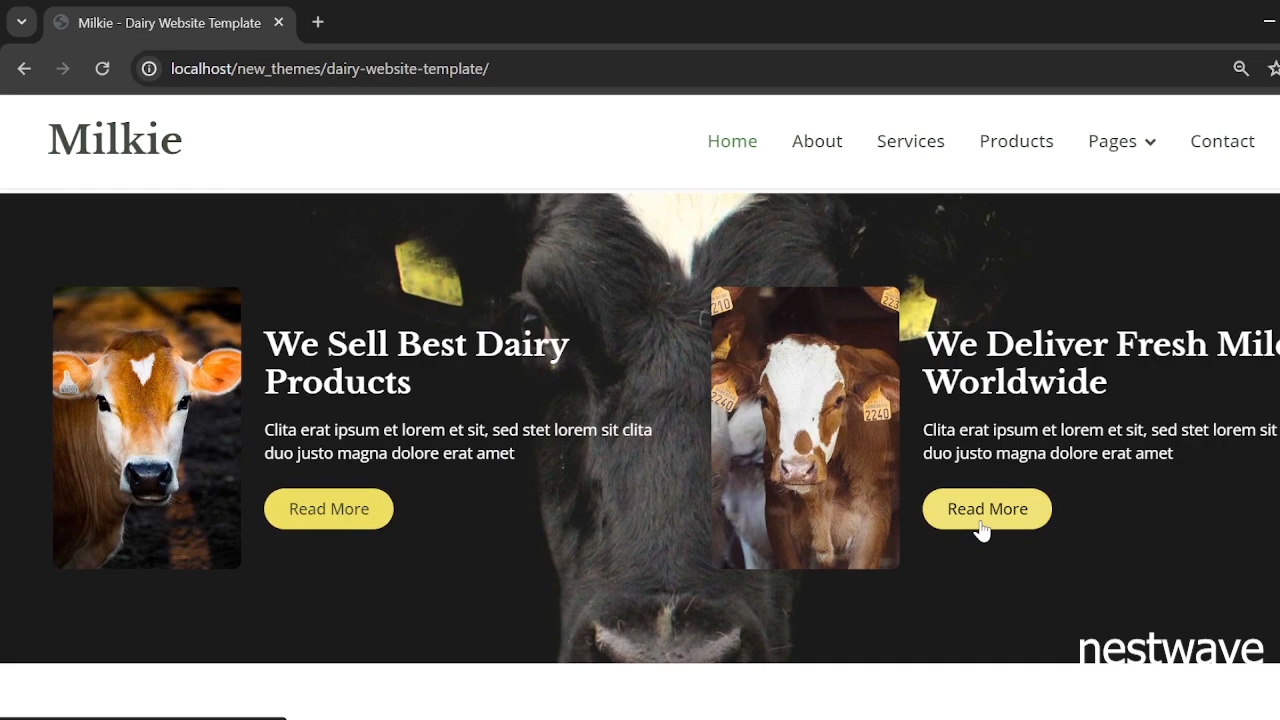 Milkie - Dairy Website Template
localhost/new_themes/dairy-website-template/
Milkie
Home About Services Products Pages Contact
We Sell Best Dairy
Products
Clita erat ipsum et lorem et sit, sed stet lorem sit clita
duo justo magna dolore erat amet
Read More
2240
2240
We Deliver Fresh Milk
Worldwide
Clita erat ipsum et lorem et sit, sed stet lorem sit
duo justo magna dolore erat amet
Read More
nestwave